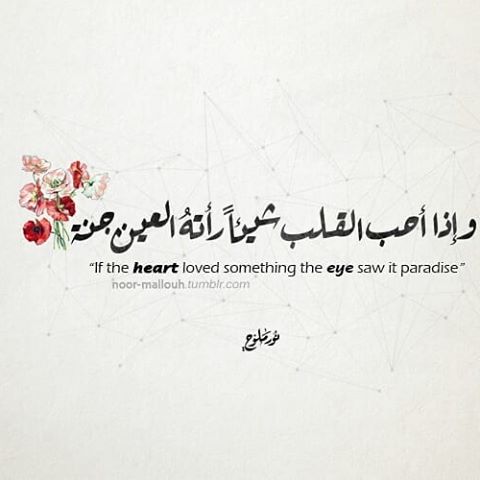 وإذا أحب القلب شيئاً رأتهُ العين جنة
“If the heart loved something the eye saw it paradise”
hoor-mallouh.tumblr.com
نور ملوح